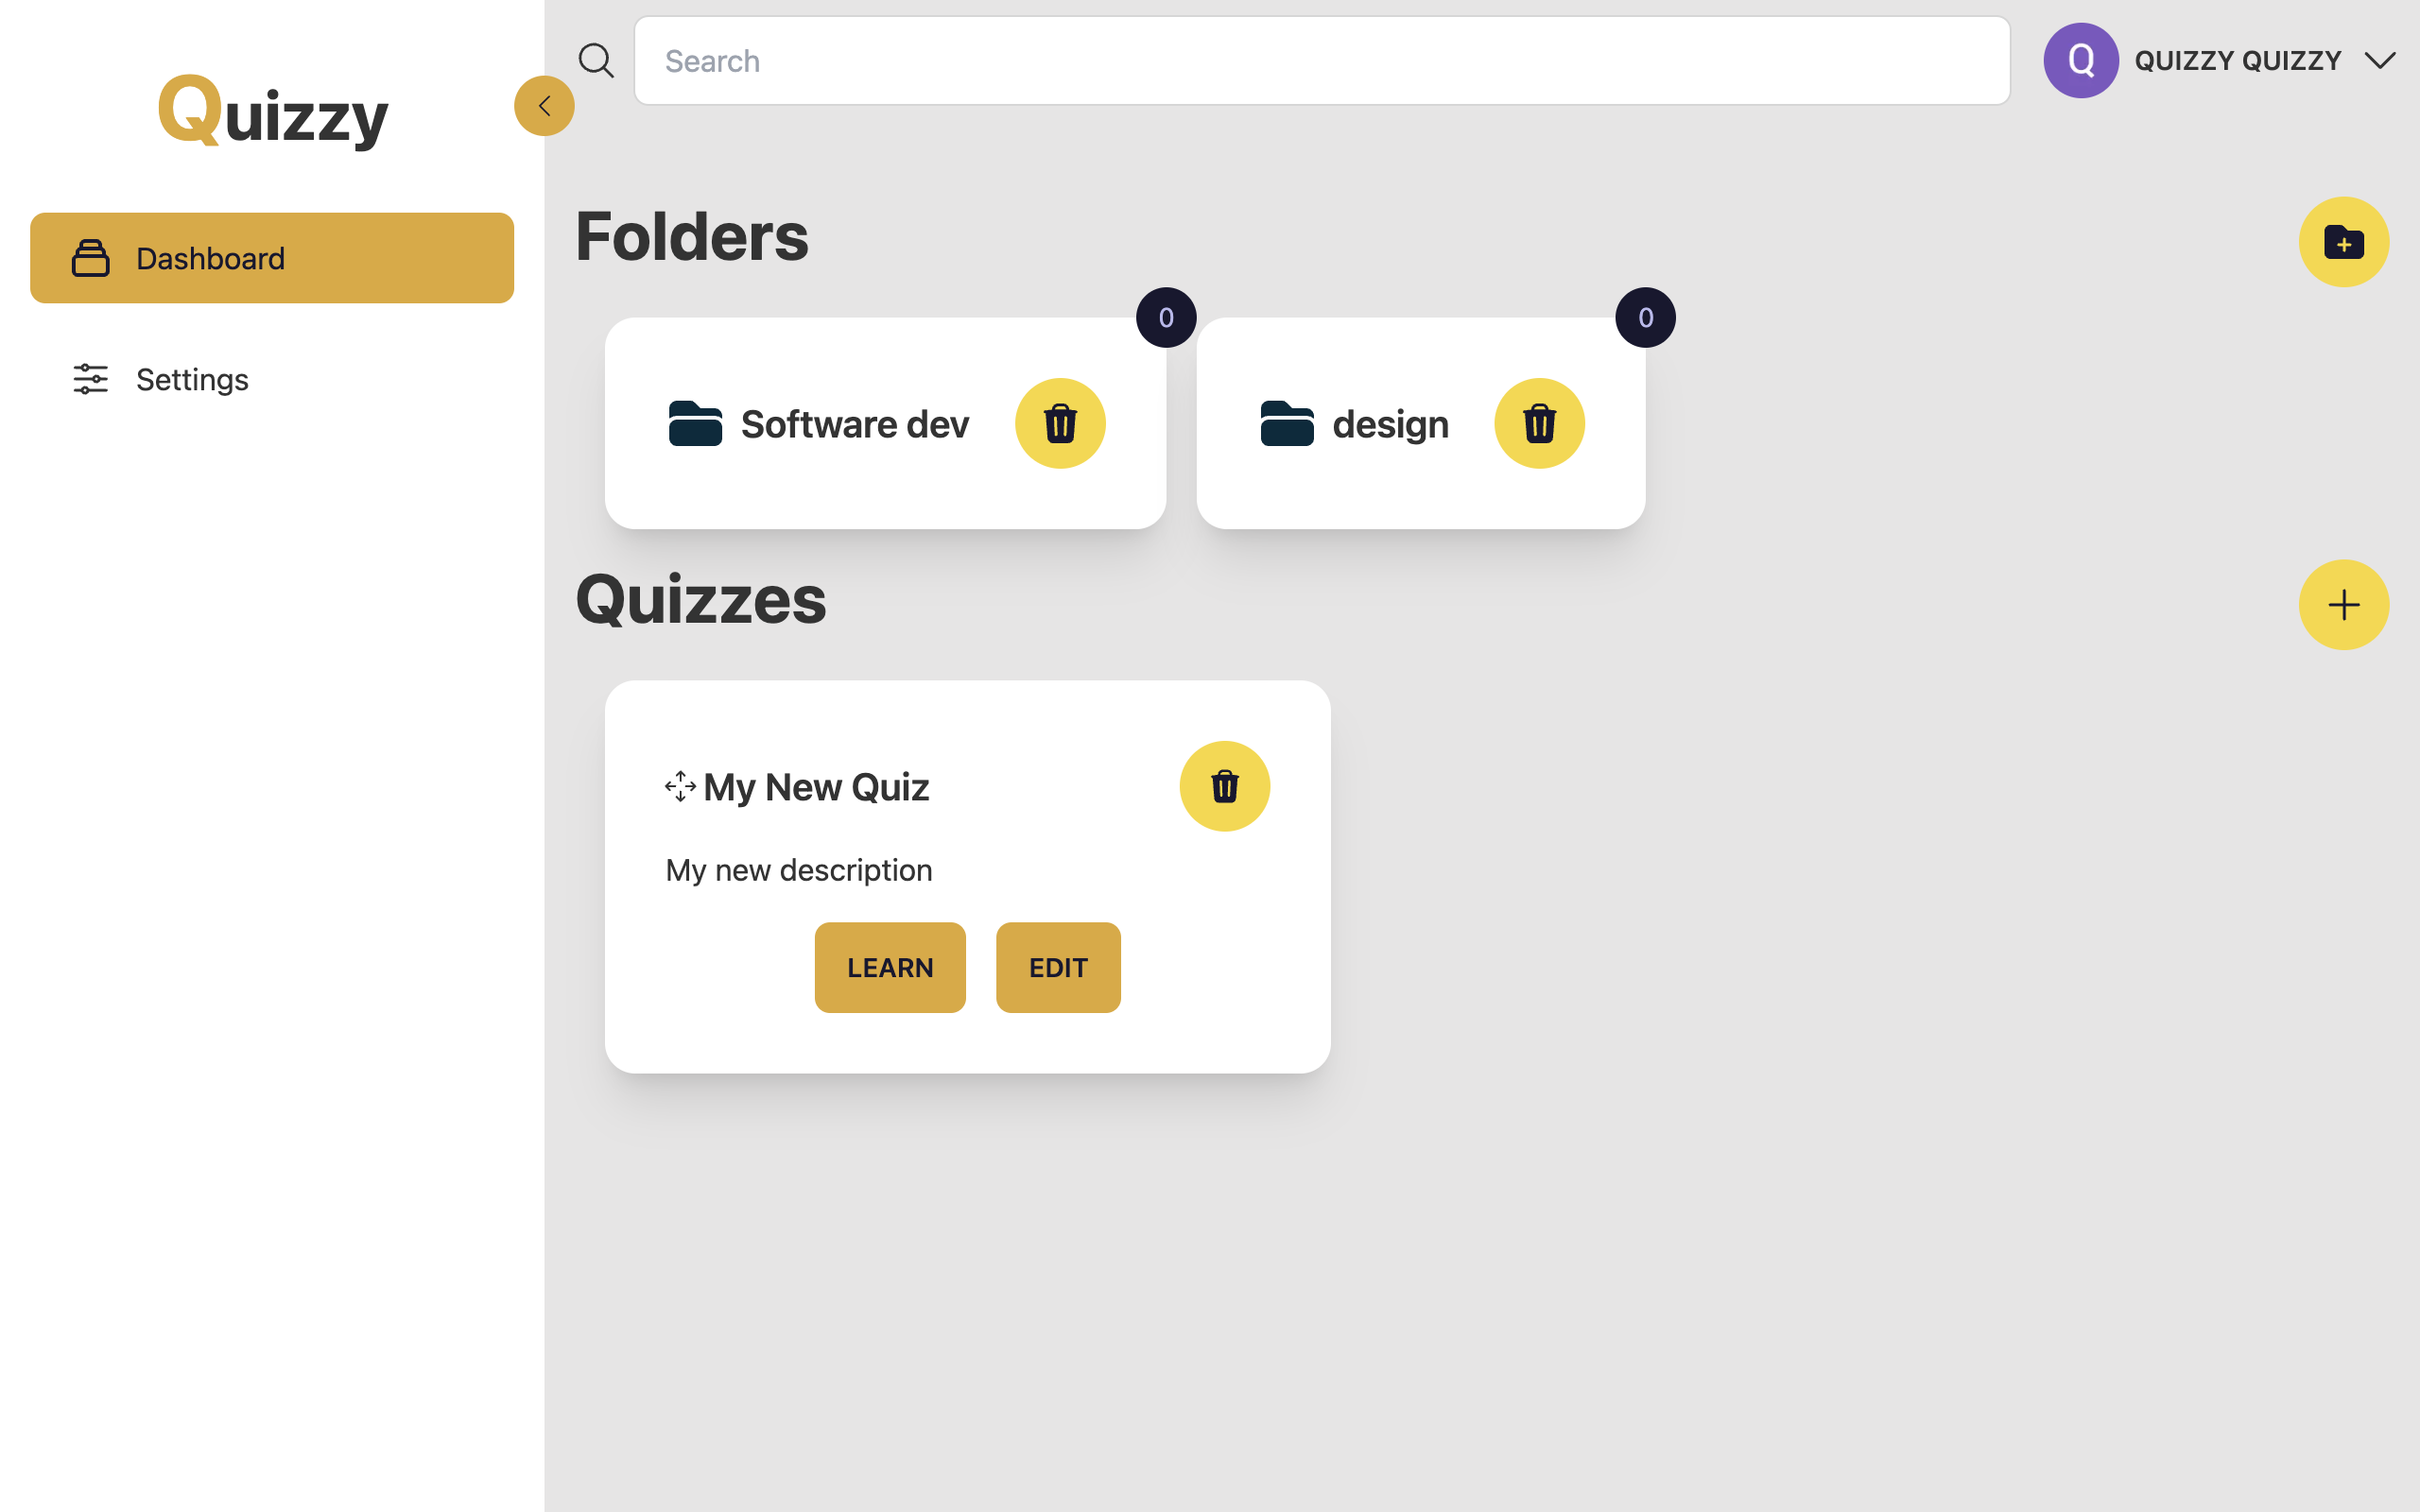 Quizzy
Dashboard
Settings
Search
Q
QUIZZY QUIZZY
Folders
0
0
Software dev
design
Quizzes
My New Quiz
My new description
LEARN
EDIT